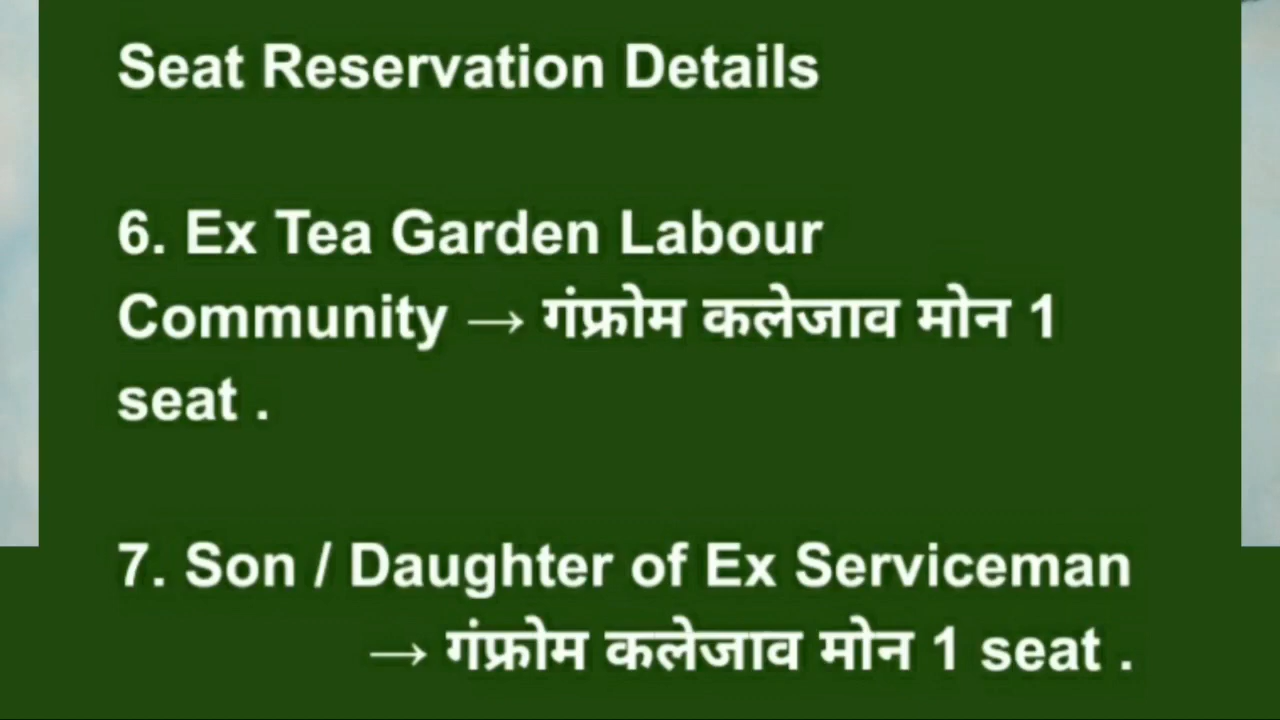 Seat Reservation Details
6. Ex Tea Garden Labour
Community → गंफ्रोम कलेजाव मोन 1
seat .
7. Son / Daughter of Ex Serviceman
→ गंफ्रोम कलेजाव मोन 1 seat .